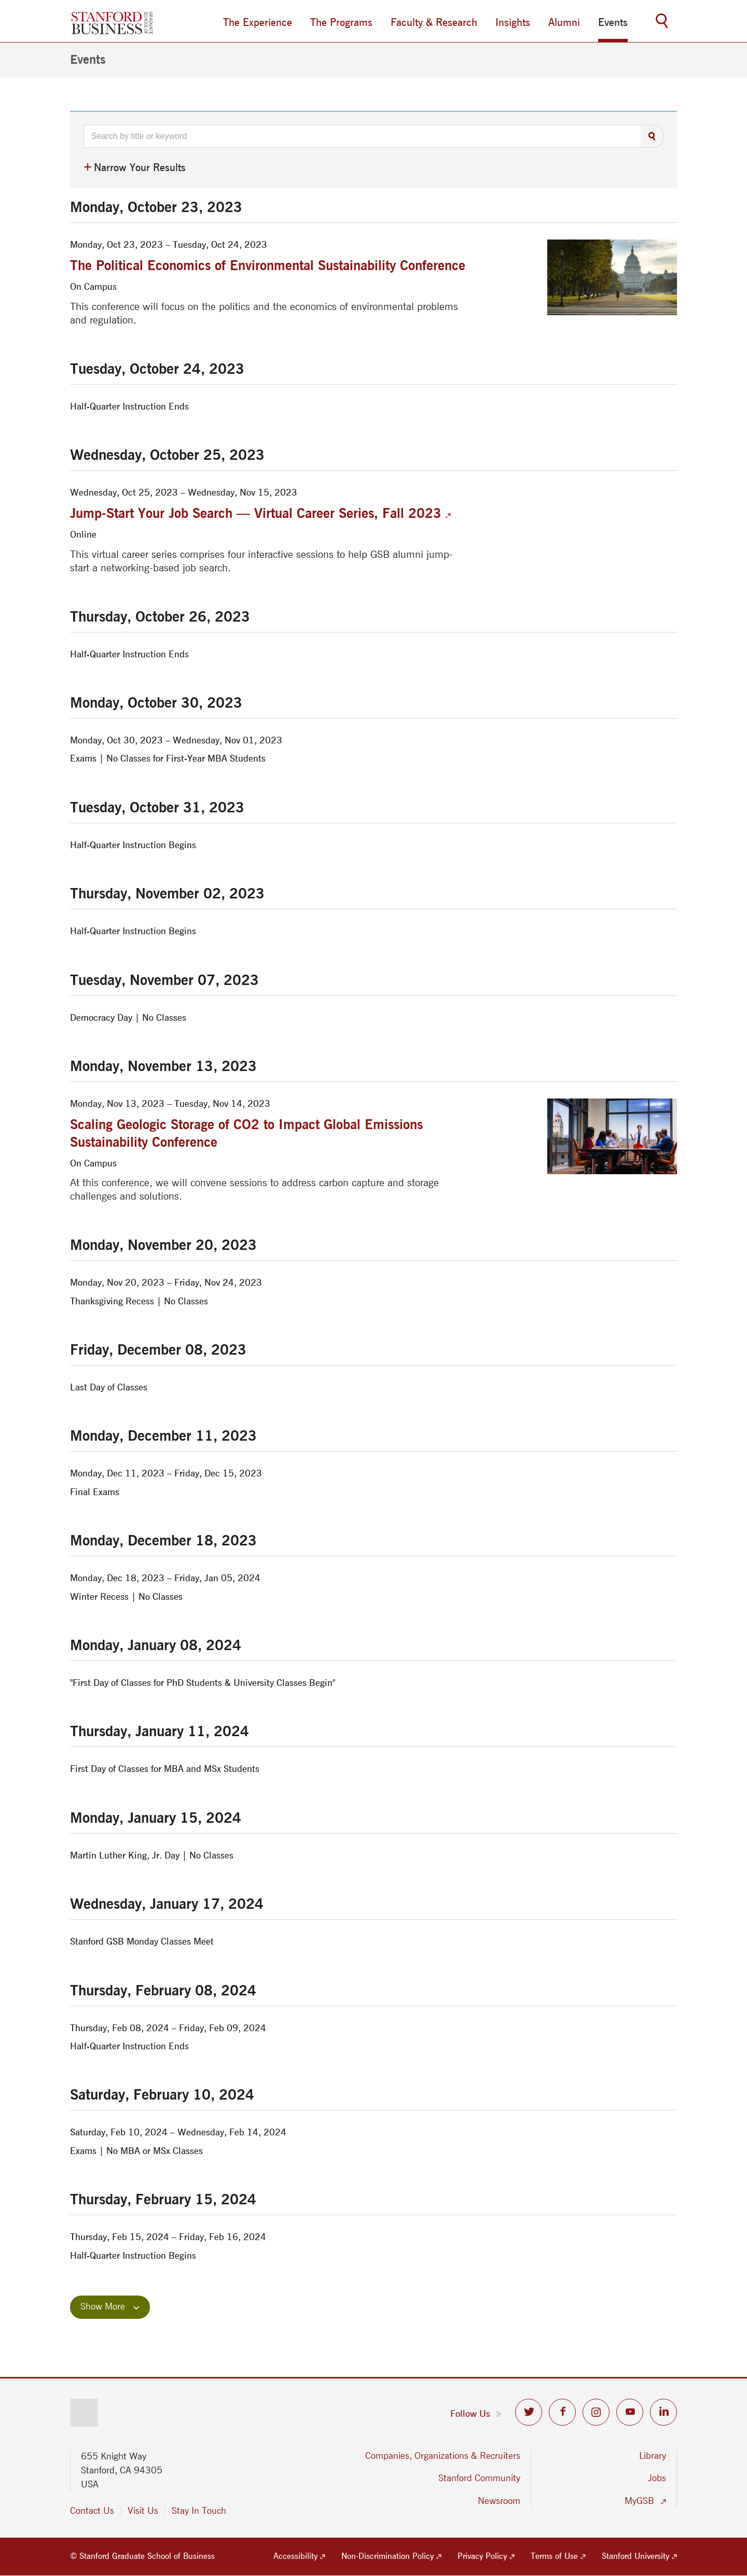 STANFORD
BUSINESS
GRADUATE
SCHOOL OF
The Experience
The Programs
Faculty & Research
Insights
Alumni
Events
Events
Search by title or keyword
+ Narrow Your Results
Monday, October 23, 2023
Monday, Oct 23, 2023 – Tuesday, Oct 24, 2023
The Political Economics of Environmental Sustainability Conference
On Campus
This conference will focus on the politics and the economics of environmental problems
and regulation.
Tuesday, October 24, 2023
Half-Quarter Instruction Ends
Wednesday, October 25, 2023
Wednesday, Oct 25, 2023 – Wednesday, Nov 15, 2023
Jump-Start Your Job Search — Virtual Career Series, Fall 2023
Online
This virtual career series comprises four interactive sessions to help GSB alumni jump-
start a networking-based job search.
Thursday, October 26, 2023
Half-Quarter Instruction Ends
Monday, October 30, 2023
Monday, Oct 30, 2023 – Wednesday, Nov 01, 2023
Exams | No Classes for First-Year MBA Students
Tuesday, October 31, 2023
Half-Quarter Instruction Begins
Thursday, November 02, 2023
Half-Quarter Instruction Begins
Tuesday, November 07, 2023
Democracy Day | No Classes
Monday, November 13, 2023
Monday, Nov 13, 2023 – Tuesday, Nov 14, 2023
Scaling Geologic Storage of CO2 to Impact Global Emissions
Sustainability Conference
On Campus
At this conference, we will convene sessions to address carbon capture and storage
challenges and solutions.
Monday, November 20, 2023
Monday, Nov 20, 2023 – Friday, Nov 24, 2023
Thanksgiving Recess | No Classes
Friday, December 08, 2023
Last Day of Classes
Monday, December 11, 2023
Monday, Dec 11, 2023 – Friday, Dec 15, 2023
Final Exams
Monday, December 18, 2023
Monday, Dec 18, 2023 – Friday, Jan 05, 2024
Winter Recess | No Classes
Monday, January 08, 2024
"First Day of Classes for PhD Students & University Classes Begin"
Thursday, January 11, 2024
First Day of Classes for MBA and MSx Students
Monday, January 15, 2024
Martin Luther King, Jr. Day | No Classes
Wednesday, January 17, 2024
Stanford GSB Monday Classes Meet
Thursday, February 08, 2024
Thursday, Feb 08, 2024 – Friday, Feb 09, 2024
Half-Quarter Instruction Ends
Saturday, February 10, 2024
Saturday, Feb 10, 2024 – Wednesday, Feb 14, 2024
Exams | No MBA or MSx Classes
Thursday, February 15, 2024
Thursday, Feb 15, 2024 – Friday, Feb 16, 2024
Half-Quarter Instruction Begins
Show More
Follow Us
655 Knight Way
Stanford, CA 94305
USA
Contact Us
Visit Us
Stay In Touch
Companies, Organizations & Recruiters
Stanford Community
Newsroom
Library
Jobs
MyGSB
© Stanford Graduate School of Business
Accessibility
Non-Discrimination Policy
Privacy Policy
Terms of Use
Stanford University